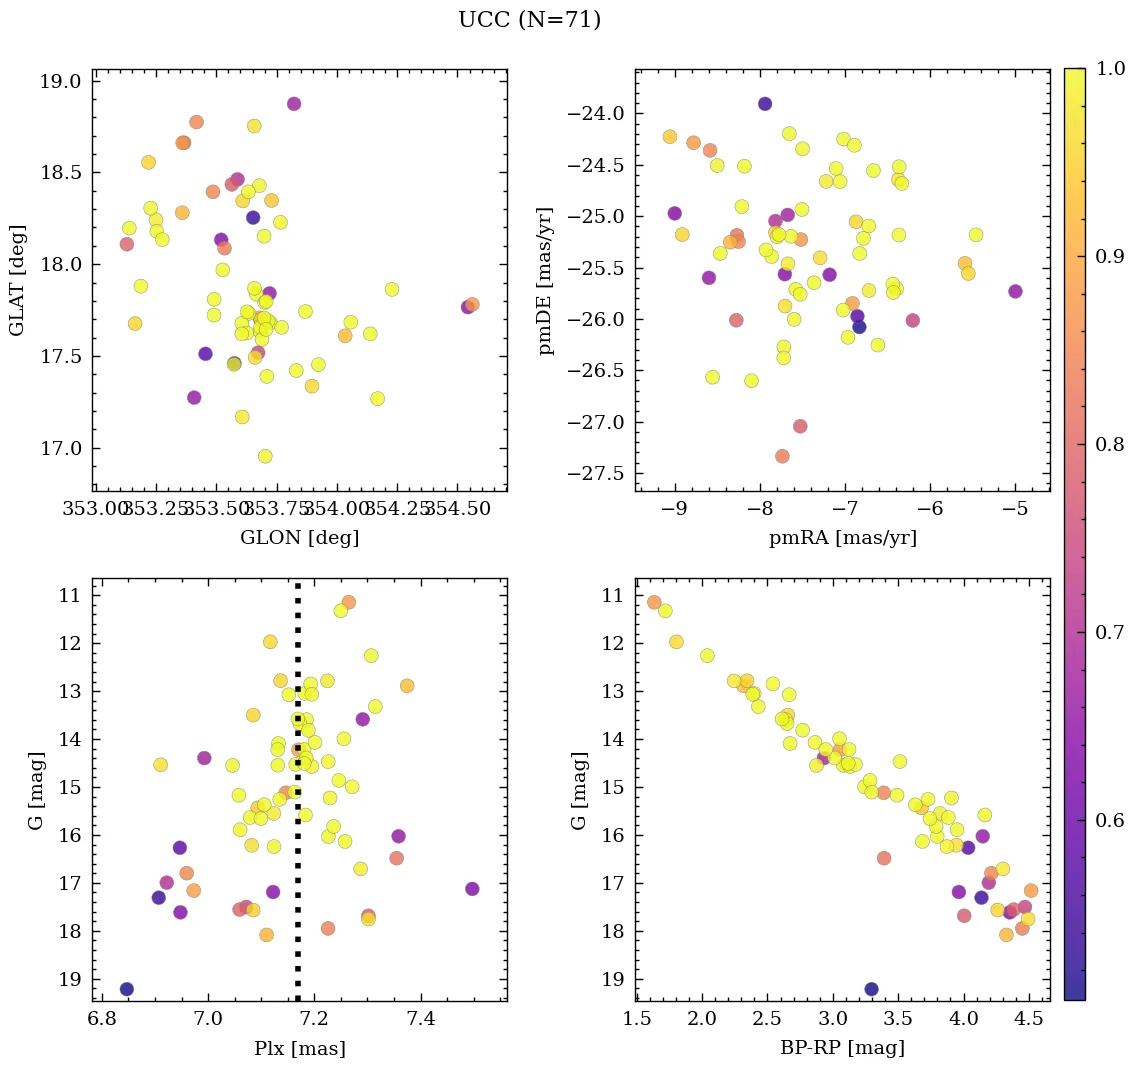 UCC (N=71)
19.0
18.5
18.0
17.5
17.0
GLAT [deg]
353.00 353.25 353.50 353.75 354.00 354.25 354.50
GLON [deg]
−24.0
−24.5
−25.0
−25.5
−26.0
−26.5
−27.0
−27.5
pmDE [mas/yr]
−9 −8 −7 −6 −5
pmRA [mas/yr]
1.0
0.9
0.8
0.7
0.6
11
12
13
14
15
16
17
18
19
G [mag]
6.8 7.0 7.2 7.4
Plx [mas]
11
12
13
14
15
16
17
18
19
G [mag]
1.5 2.0 2.5 3.0 3.5 4.0 4.5
BP-RP [mag]